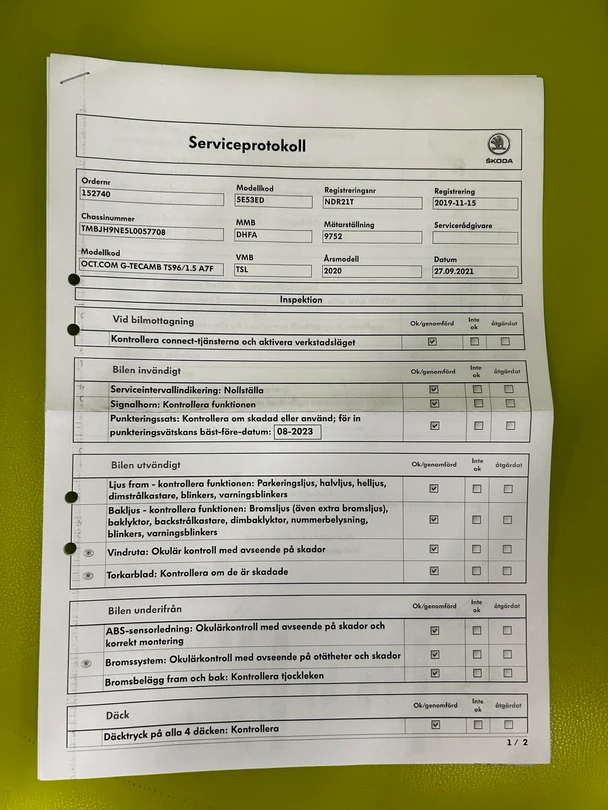 Serviceprotokoll
ŠKODA
Ordernr
152740
Modellkod
5E53ED
Registreringsnr
NDR21T
Registrering
2019-11-15
Chassinummer
TMBJH9NE5L0057708
MMB
DHFA
Mätarställning
9752
Servicerådgivare
Modellkod
OCT.COM G-TECAMB TS96/1.5 A7F
VMB
TSL
Årsmodell
2020
Datum
27.09.2021
Inspektion
Vid bilmottagning Ok/genomförd Inte ok åtgärdat
Kontrollera connect-tjänsterna och aktivera verkstadsläget
Bilen invändigt Ok/genomförd Inte ok åtgärdat
Serviceintervallindikering: Nollställa
Signalhorn: Kontrollera funktionen
Punkteringssats: Kontrollera om skadad eller använd; för in
punkteringsvätskans bäst-före-datum: 08-2023
Bilen utvändigt Ok/genomförd Inte ok åtgärdat
Ljus fram - kontrollera funktionen: Parkeringsljus, halvljus, helljus,
dimstrålkastare, blinkers, varningsblinkers
Bakljus - kontrollera funktionen: Bromsljus (även extra bromsljus),
baklyktor, backstrålkastare, dimbaklyktor, nummerbelysning,
blinkers, varningsblinkers
Vindruta: Okulär kontroll med avseende på skador
Torkarblad: Kontrollera om de är skadade
Bilen underifrån Ok/genomförd Inte ok åtgärdat
ABS-sensorledning: Okulärkontroll med avseende på skador och
korrekt montering
Bromssystem: Okulärkontroll med avseende på otätheter och skador
Bromsbelägg fram och bak: Kontrollera tjockleken
Däck Ok/genomförd Inte ok åtgärdat
Däcktryck på alla 4 däcken: Kontrollera
1 / 2